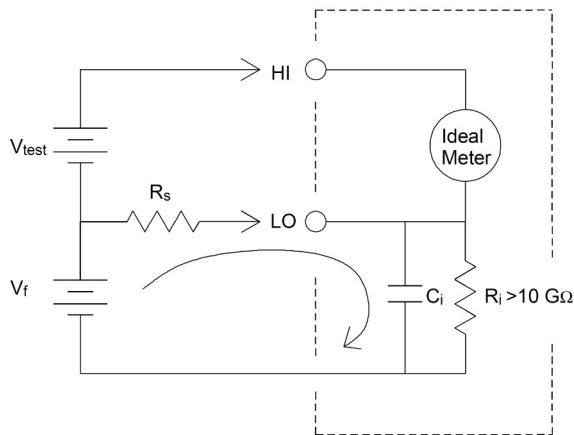 HI
Ideal
Meter
Vtest
Rs
LO
Vf
Ci
Ri >10 GΩ